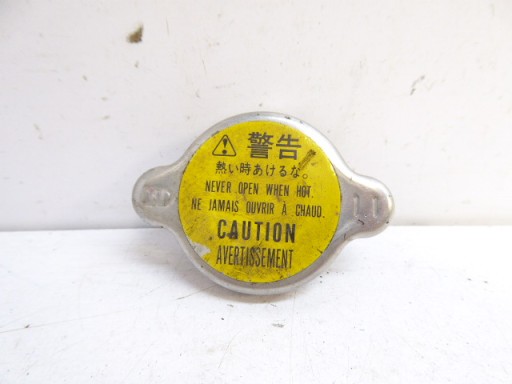 警告
熱い時あけるな。
NEVER OPEN WHEN HOT.
NE JAMAIS OUVRIR À CHAUD.
CAUTION
AVERTISSEMENT